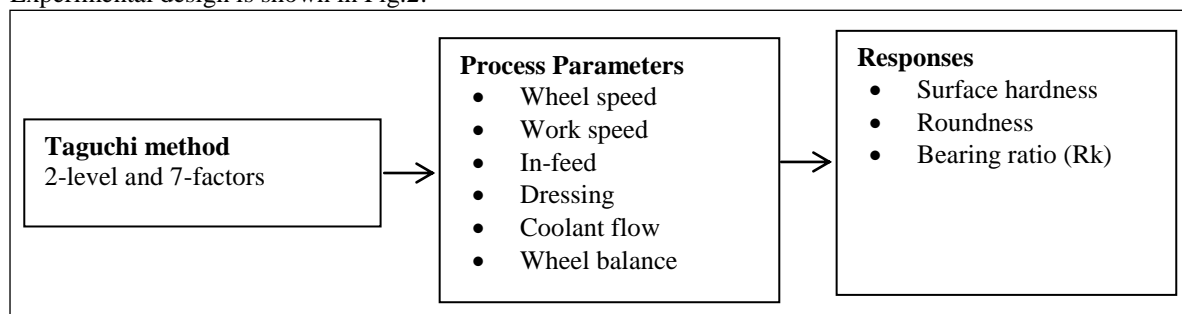 Experimental design is shown in Fig.2.
Taguchi method
2-level and 7-factors
Process Parameters
• Wheel speed
• Work speed
• In-feed
• Dressing
• Coolant flow
• Wheel balance
Responses
• Surface hardness
• Roundness
• Bearing ratio (Rk)